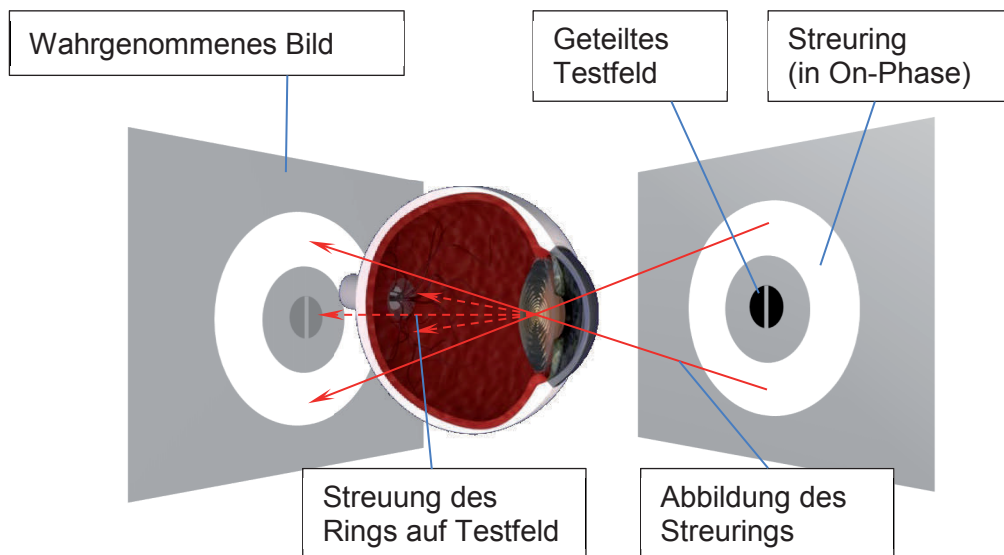 Wahrgenommenes Bild
Geteiltes
Testfeld
Streuring
(in On-Phase)
Streuung des
Rings auf Testfeld
Abbildung des
Streurings